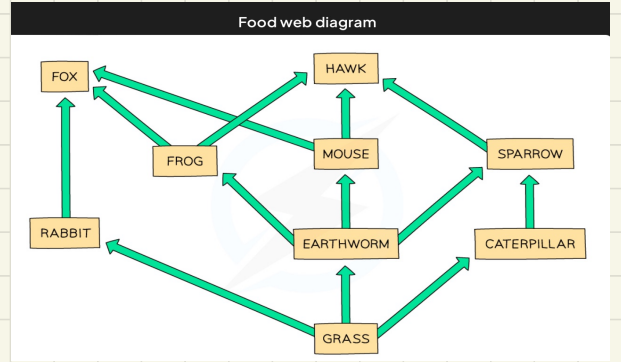 Food web diagram
FOX
HAWK
FROG
MOUSE
SPARROW
RABBIT
EARTHWORM
CATERPILLAR
GRASS